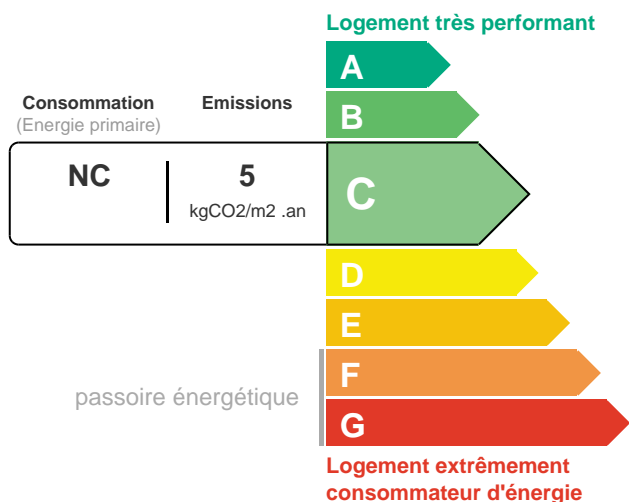 Logement très performant
A
Consommation
(Energie primaire)
Emissions
B
NC
5
kgCO2/m2 .an
C
D
E
passoire énergétique
F
G
Logement extrêmement
consommateur d'énergie